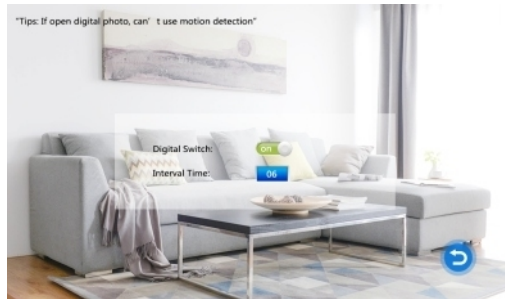 "Tips: If open digital photo, can' t use motion detection"
Digital Switch: on
Interval Time: 06